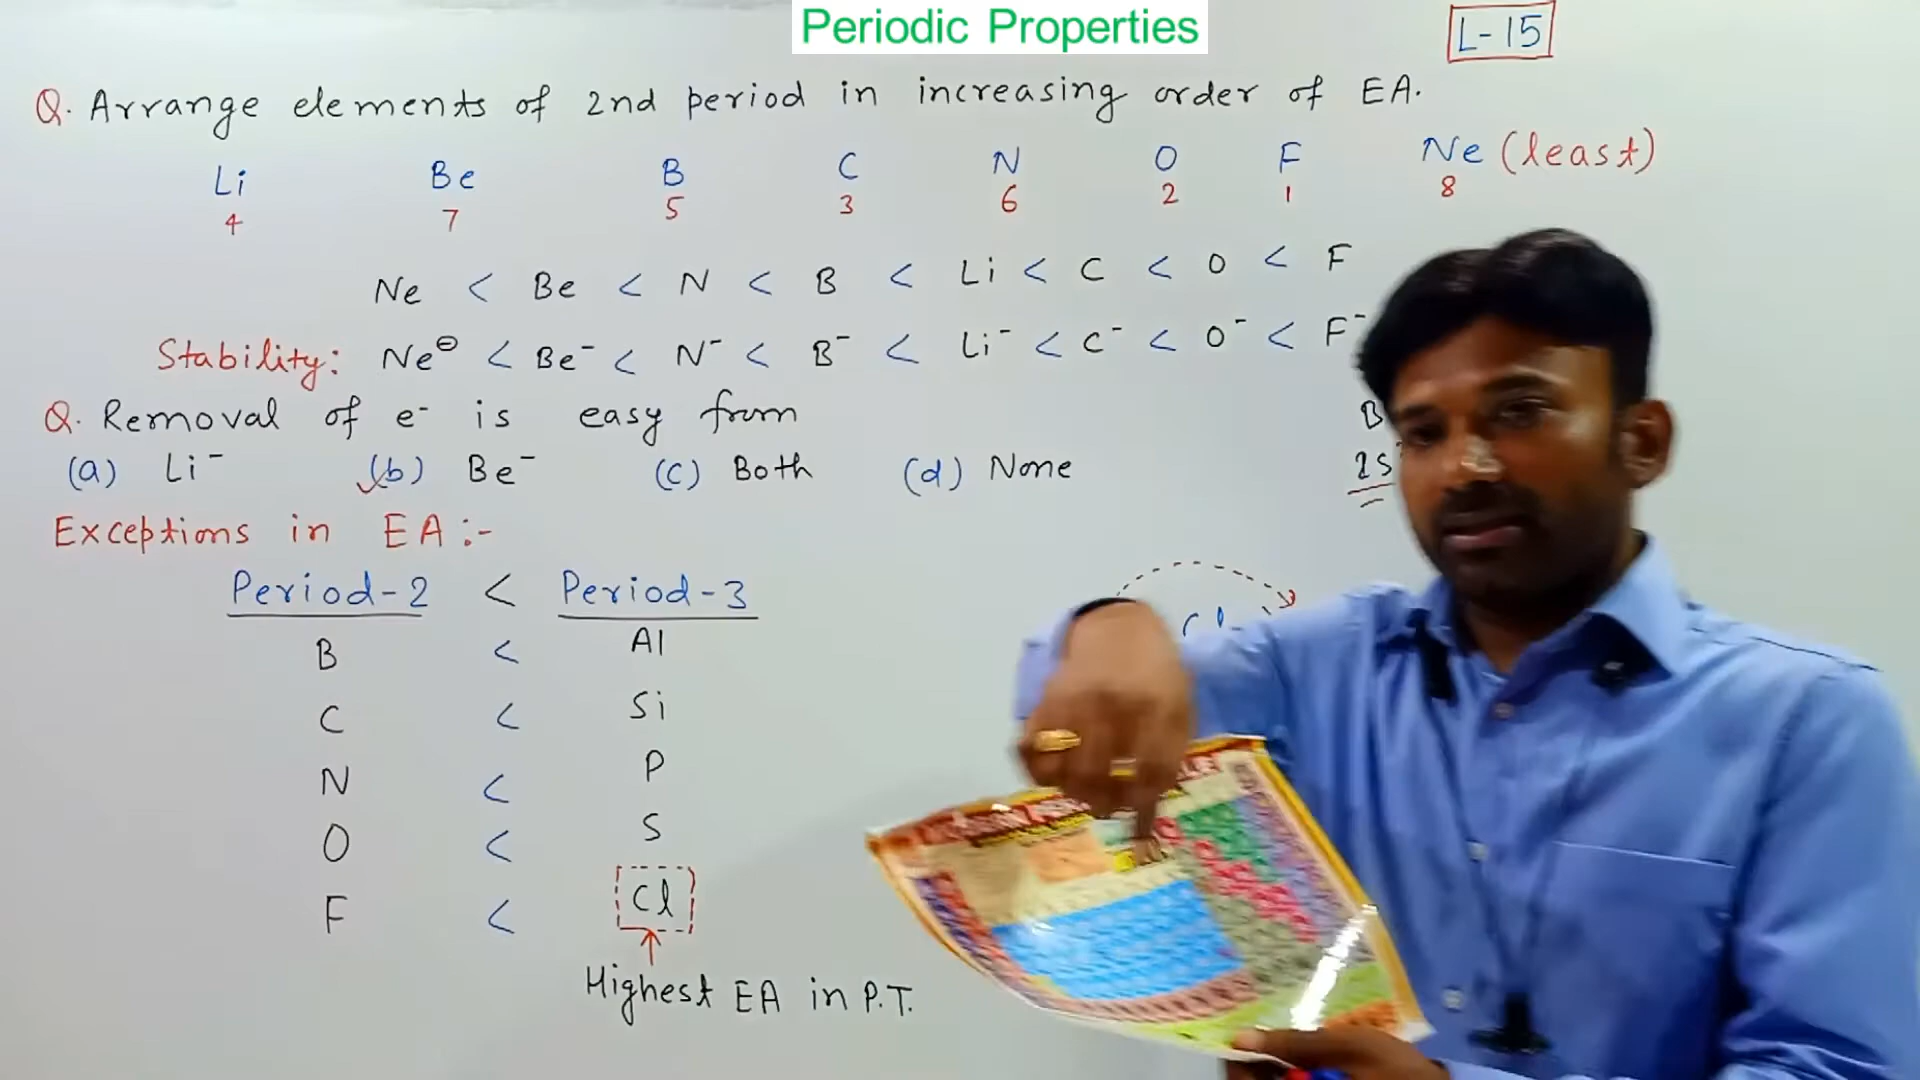 Periodic Properties
L-15
Q. Arrange elements of 2nd period in increasing order of EA.
Li Be B C N O F Ne (least)
4 7 5 3 6 2 1 8
Ne < Be < N < B < Li < C < O < F
Stability: Ne⊖ < Be⁻ < N⁻ < B⁻ < Li⁻ < C⁻ < O⁻ < F⁻
Q. Removal of e⁻ is easy from
B
(a) Li⁻ (b) Be⁻ (c) Both (d) None
2s
Exceptions in EA :-
Period-2 < Period-3
B < Al
C < Si
N < P
O < S
F < Cl
Highest EA in P.T.